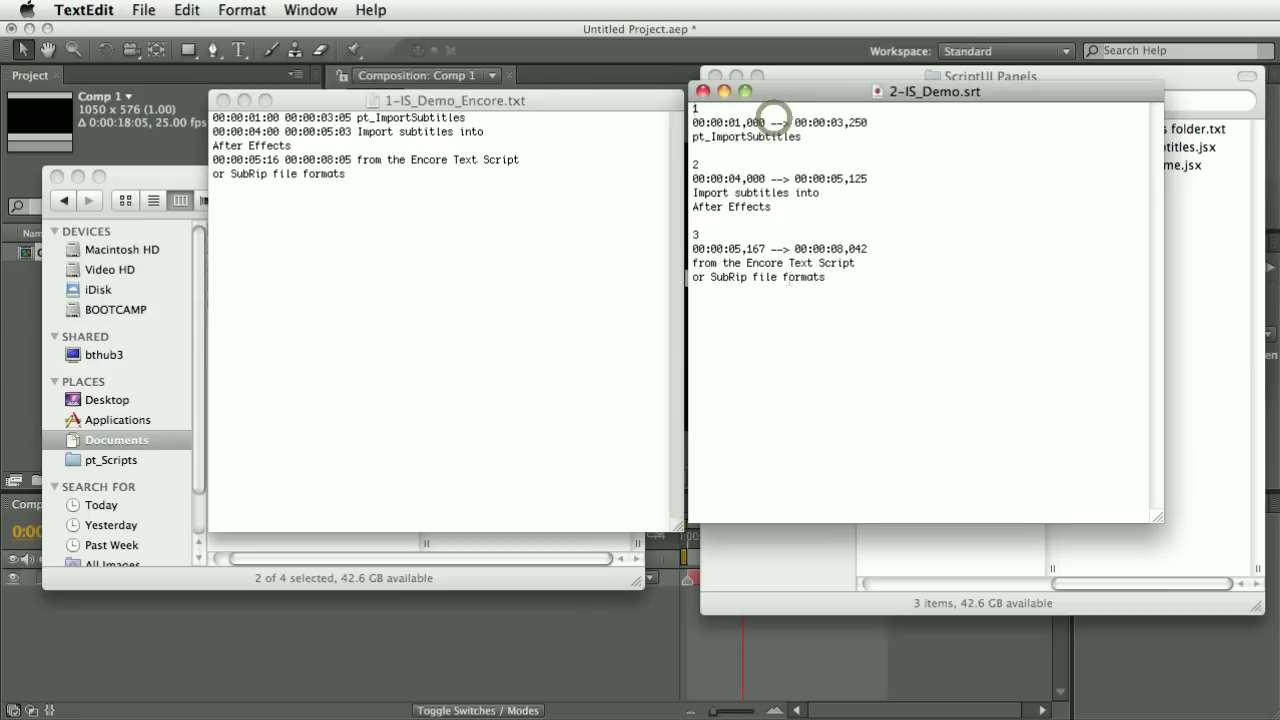 TextEdit File Edit Format Window Help
Untitled Project.aep *
Workspace: Standard Search Help
Project
Composition: Comp 1
ScriptUI Panels
Comp 1
1050 x 576 (1.00)
Δ 0:00:18:05, 25.00 fps
1-IS_Demo_Encore.txt
00:00:01:00 00:00:03:05 pt_ImportSubtitles
00:00:04:00 00:00:05:03 Import subtitles into
After Effects
00:00:05:16 00:00:08:05 from the Encore Text Script
or SubRip file formats
2-IS_Demo.srt
1
00:00:01,000 --> 00:00:03,250
pt_ImportSubtitles
2
00:00:04,000 --> 00:00:05,125
Import subtitles into
After Effects
3
00:00:05,167 --> 00:00:08,042
from the Encore Text Script
or SubRip file formats
s folder.txt
titles.jsx
me.jsx
DEVICES
Macintosh HD
Video HD
iDisk
BOOTCAMP
SHARED
bthub3
PLACES
Desktop
Applications
Documents
pt_Scripts
SEARCH FOR
Today
Yesterday
Past Week
All Images
2 of 4 selected, 42.6 GB available
3 items, 42.6 GB available
Toggle Switches / Modes